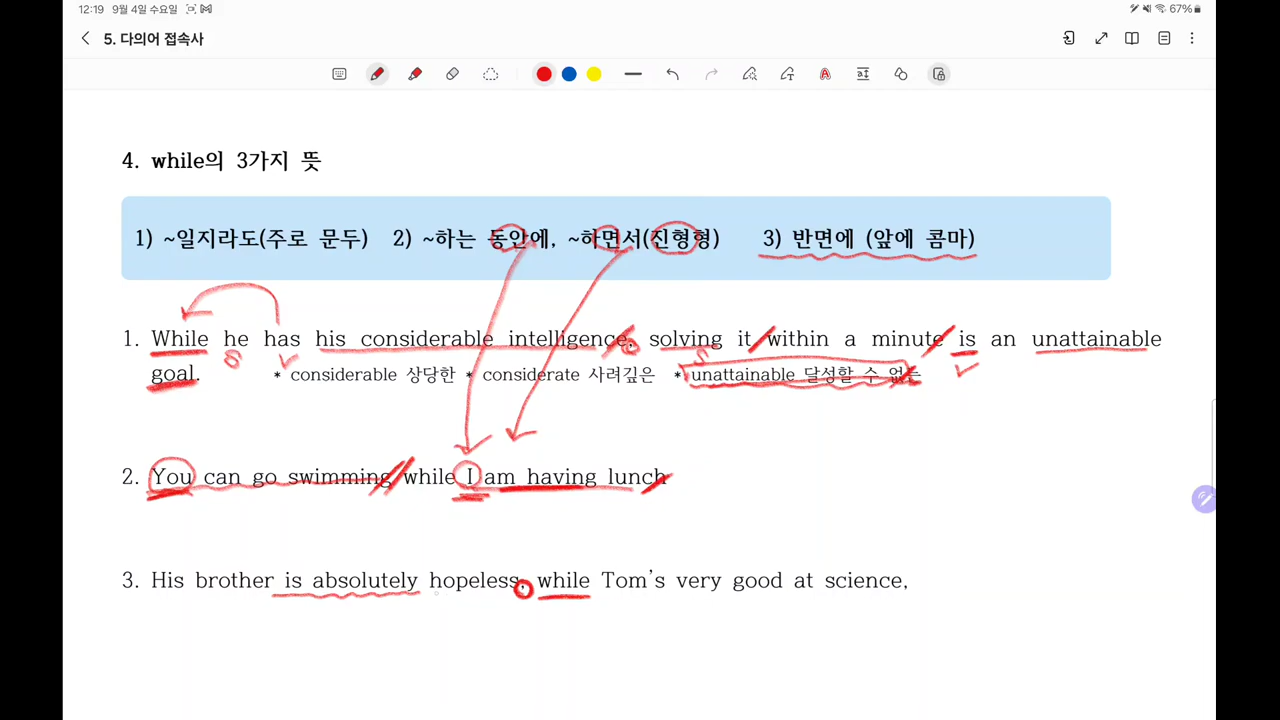 12:19 9월 4일 수요일 67%
5. 다의어 접속사
4. while의 3가지 뜻
1) ~일지라도(주로 문두) 2) ~하는 동안에, ~하면서(진형형) 3) 반면에 (앞에 콤마)
1. While he has his considerable intelligence, solving it within a minute is an unattainable
S V S V
goal. * considerable 상당한 * considerate 사려깊은 * unattainable 달성할 수 없는
2. You can go swimming while I am having lunch
3. His brother is absolutely hopeless, while Tom's very good at science,